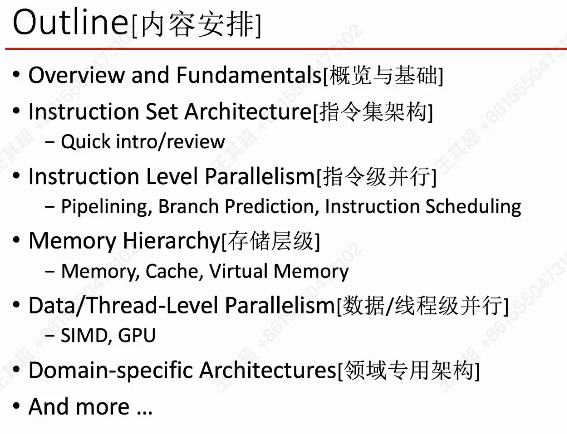 Outline[内容安排]
• Overview and Fundamentals[概览与基础]
• Instruction Set Architecture[指令集架构]
– Quick intro/review
• Instruction Level Parallelism[指令级并行]
– Pipelining, Branch Prediction, Instruction Scheduling
• Memory Hierarchy[存储层级]
– Memory, Cache, Virtual Memory
• Data/Thread-Level Parallelism[数据/线程级并行]
– SIMD, GPU
• Domain-specific Architectures[领域专用架构]
• And more …